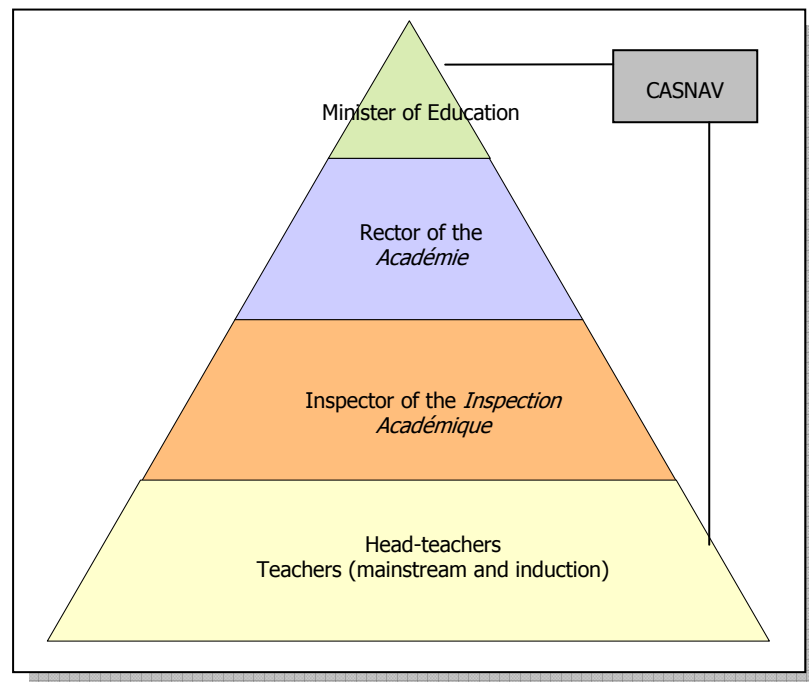 CASNAV
Minister of Education
Rector of the
Académie
Inspector of the Inspection
Académique
Head-teachers
Teachers (mainstream and induction)